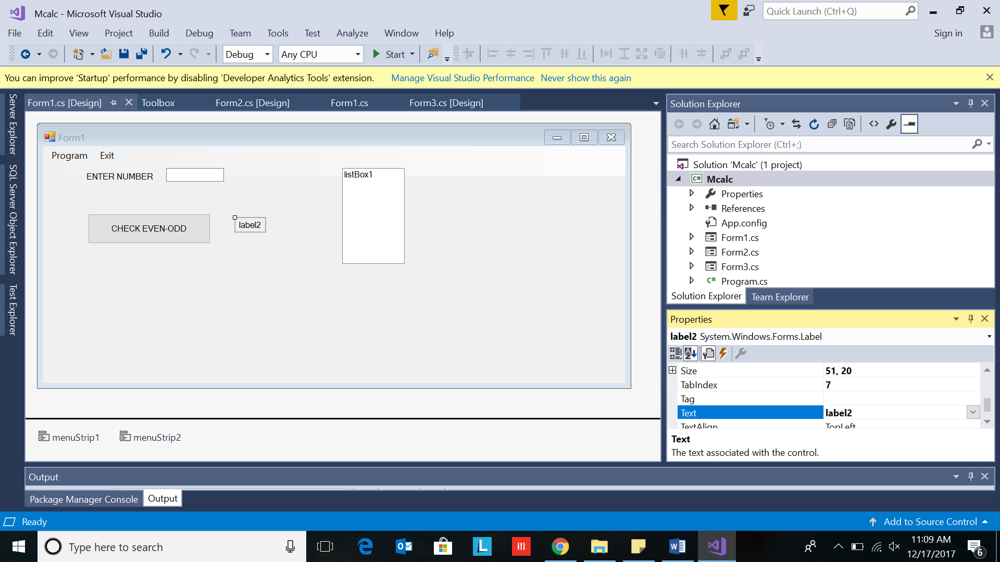 Mcalc - Microsoft Visual Studio
Quick Launch (Ctrl+Q)
File Edit View Project Build Debug Team Tools Test Analyze Window Help
Sign in
Debug
Any CPU
Start
You can improve 'Startup' performance by disabling 'Developer Analytics Tools' extension. Manage Visual Studio Performance Never show this again
Server Explorer
SQL Server Object Explorer
Test Explorer
Form1.cs [Design] Toolbox Form2.cs [Design] Form1.cs Form3.cs [Design]
Form1
Program Exit
ENTER NUMBER
listBox1
CHECK EVEN-ODD
label2
menuStrip1 menuStrip2
Solution Explorer
Search Solution Explorer (Ctrl+;)
Solution 'Mcalc' (1 project)
C# Mcalc
Properties
References
App.config
Form1.cs
Form2.cs
Form3.cs
C# Program.cs
Solution Explorer Team Explorer
Properties
label2 System.Windows.Forms.Label
Size 51, 20
TabIndex 7
Tag
Text label2
TextAlign TopLeft
Text
The text associated with the control.
Output
Package Manager Console Output
Ready
Add to Source Control
Type here to search
11:09 AM
12/17/2017
6